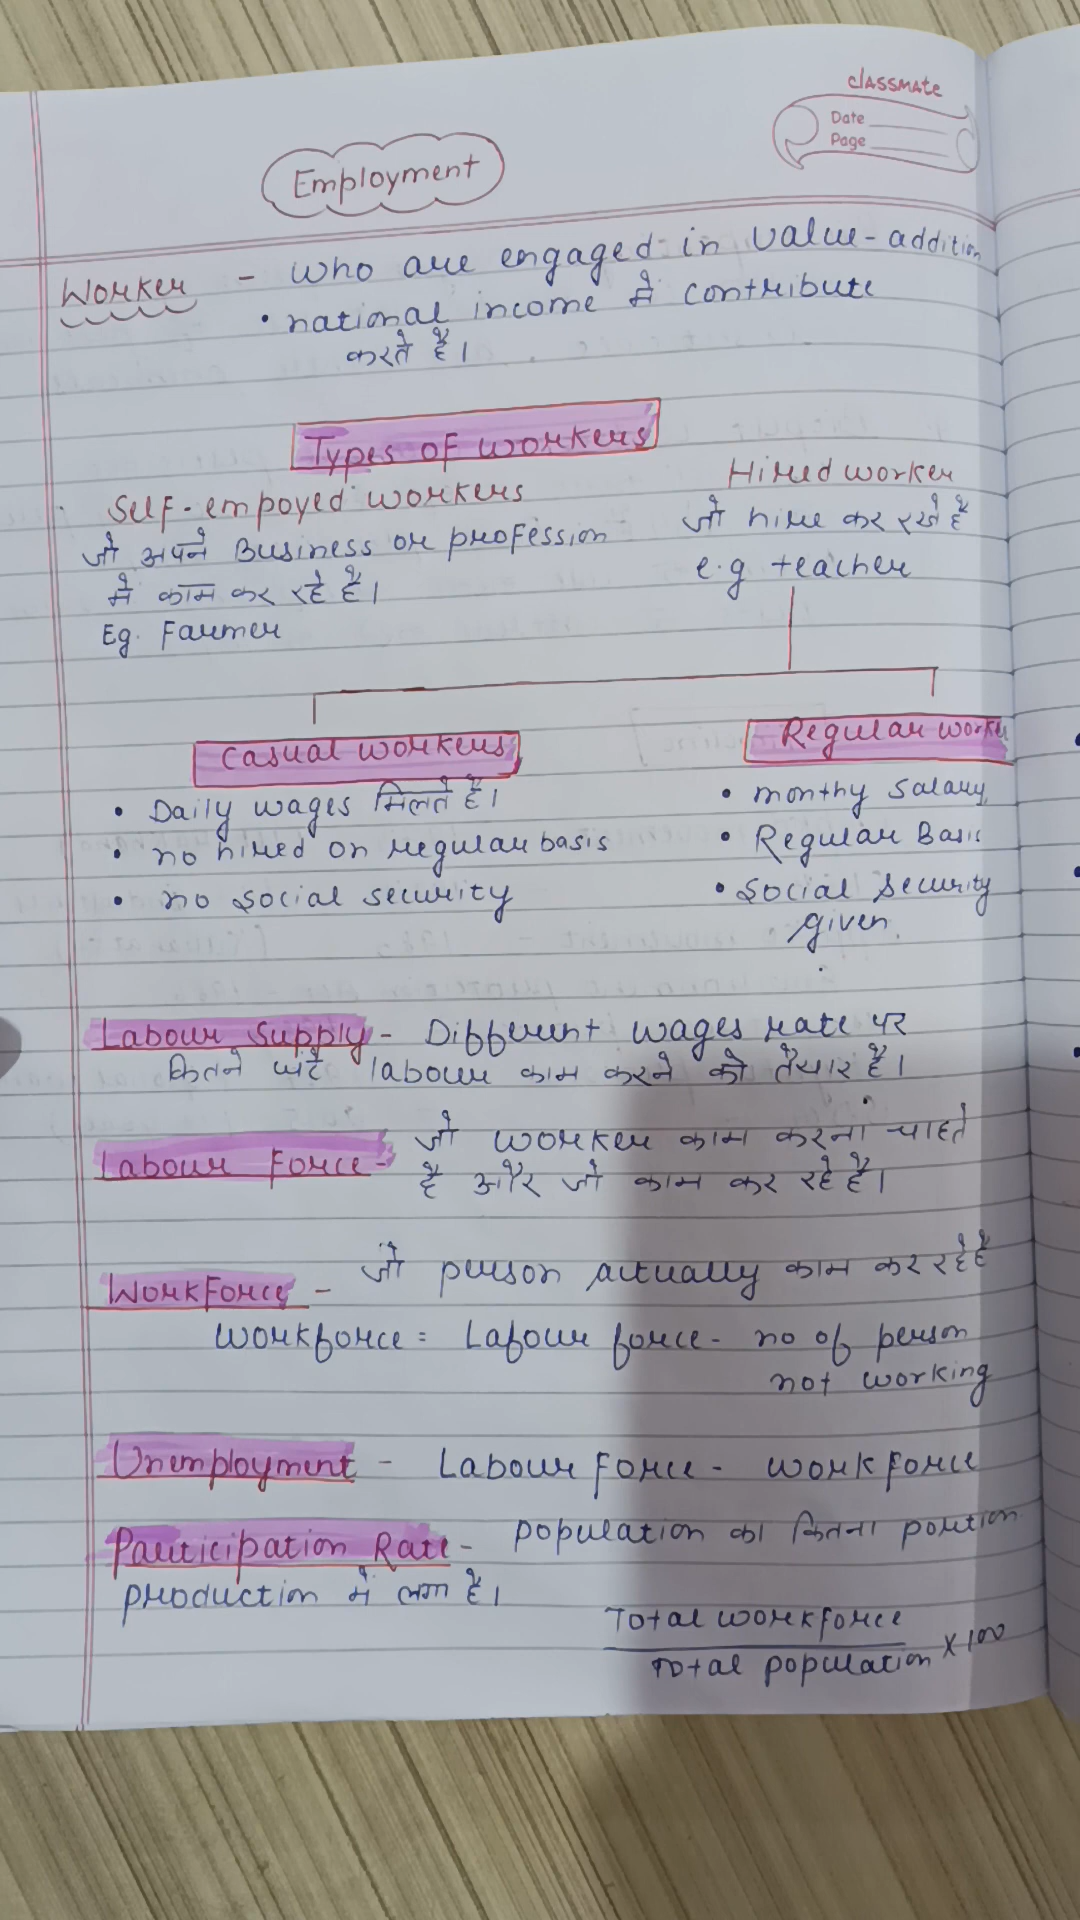 classmate
Date
Page
Employment
Worker - who are engaged in value-addition
• national income में contribute
करते है।
Types of workers
Self-empoyed workers
जो अपने Business or profession
में काम कर रहे है।
Eg. Farmer
Hired worker
जो hire कर रखे है
e.g teacher
Casual workers
• Daily wages मिलते है।
• no hired on regular basis
• no social security
Regular worker
• monthy salary
• Regular Basis
• Social Security
given.
Labour Supply - Different wages rate पर
कितने घंटे labour काम करने को तैयार है।
Labour Force - जो worker काम करना चाहते
है और जो काम कर रहे है।
Workforce - जो person actually काम कर रहे है
workforce = Labour force - no of person
not working
Unemployment - Labour Force - workforce
Participation Rate - population का कितना portion
production में लगा है।
Total workforce
Total population × 100